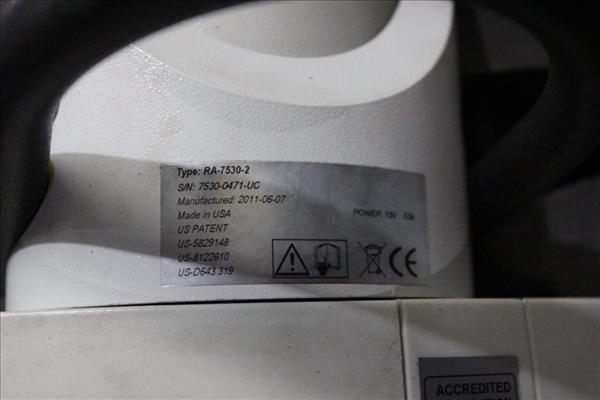 Type: RA-7530-2
S/N: 7530-0471-UC
Manufactured: 2011-06-07
Made in USA
POWER: 15V
US PATENT
US-5829148
US-8122610
US-D643.319
CE
ACCREDITED